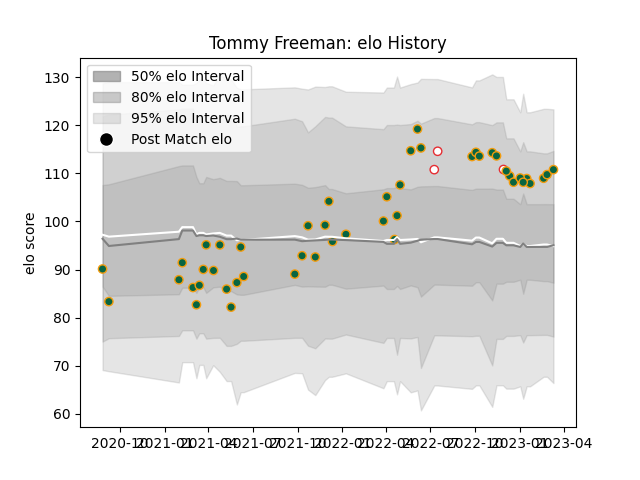 Tommy Freeman: elo History
130
120
110
100
90
80
70
60
elo score
50% elo Interval
80% elo Interval
95% elo Interval
Post Match elo
2020-10 2021-01 2021-04 2021-07 2021-10 2022-01 2022-04 2022-07 2022-10 2023-01 2023-04